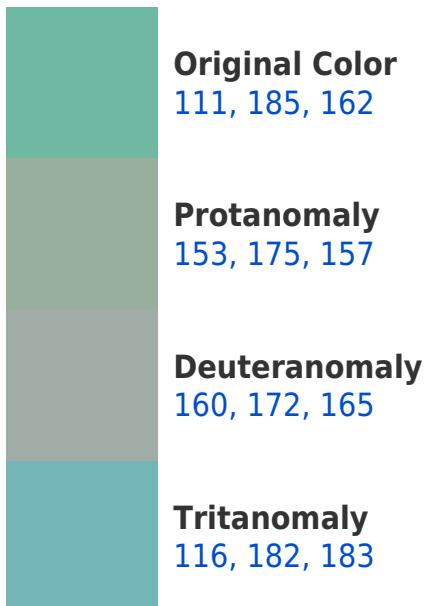 Original Color
111, 185, 162
Protanomaly
153, 175, 157
Deuteranomaly
160, 172, 165
Tritanomaly
116, 182, 183